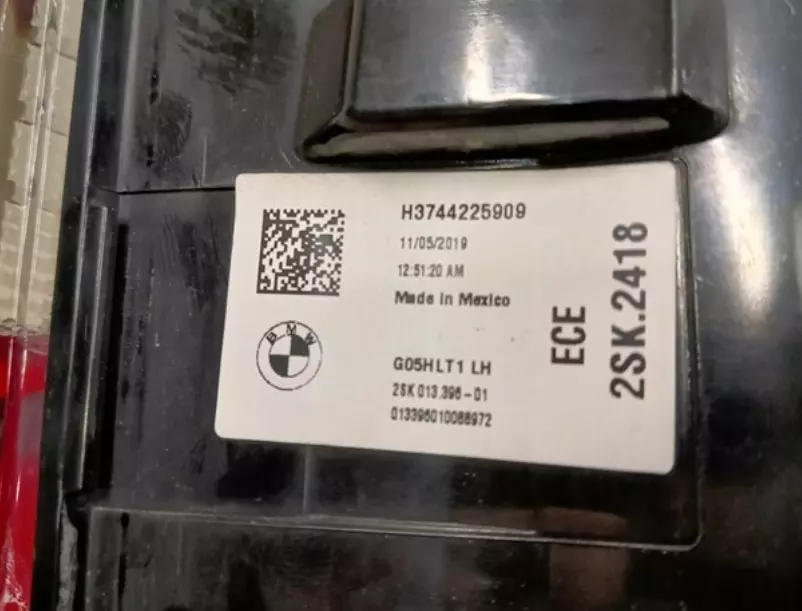 H3744225909
11/05/2019
12:51:20 AM
Made in Mexico
BMW
G05HLT1 LH
2SK 013.396-01
013396010088972
ECE
2SK.2418